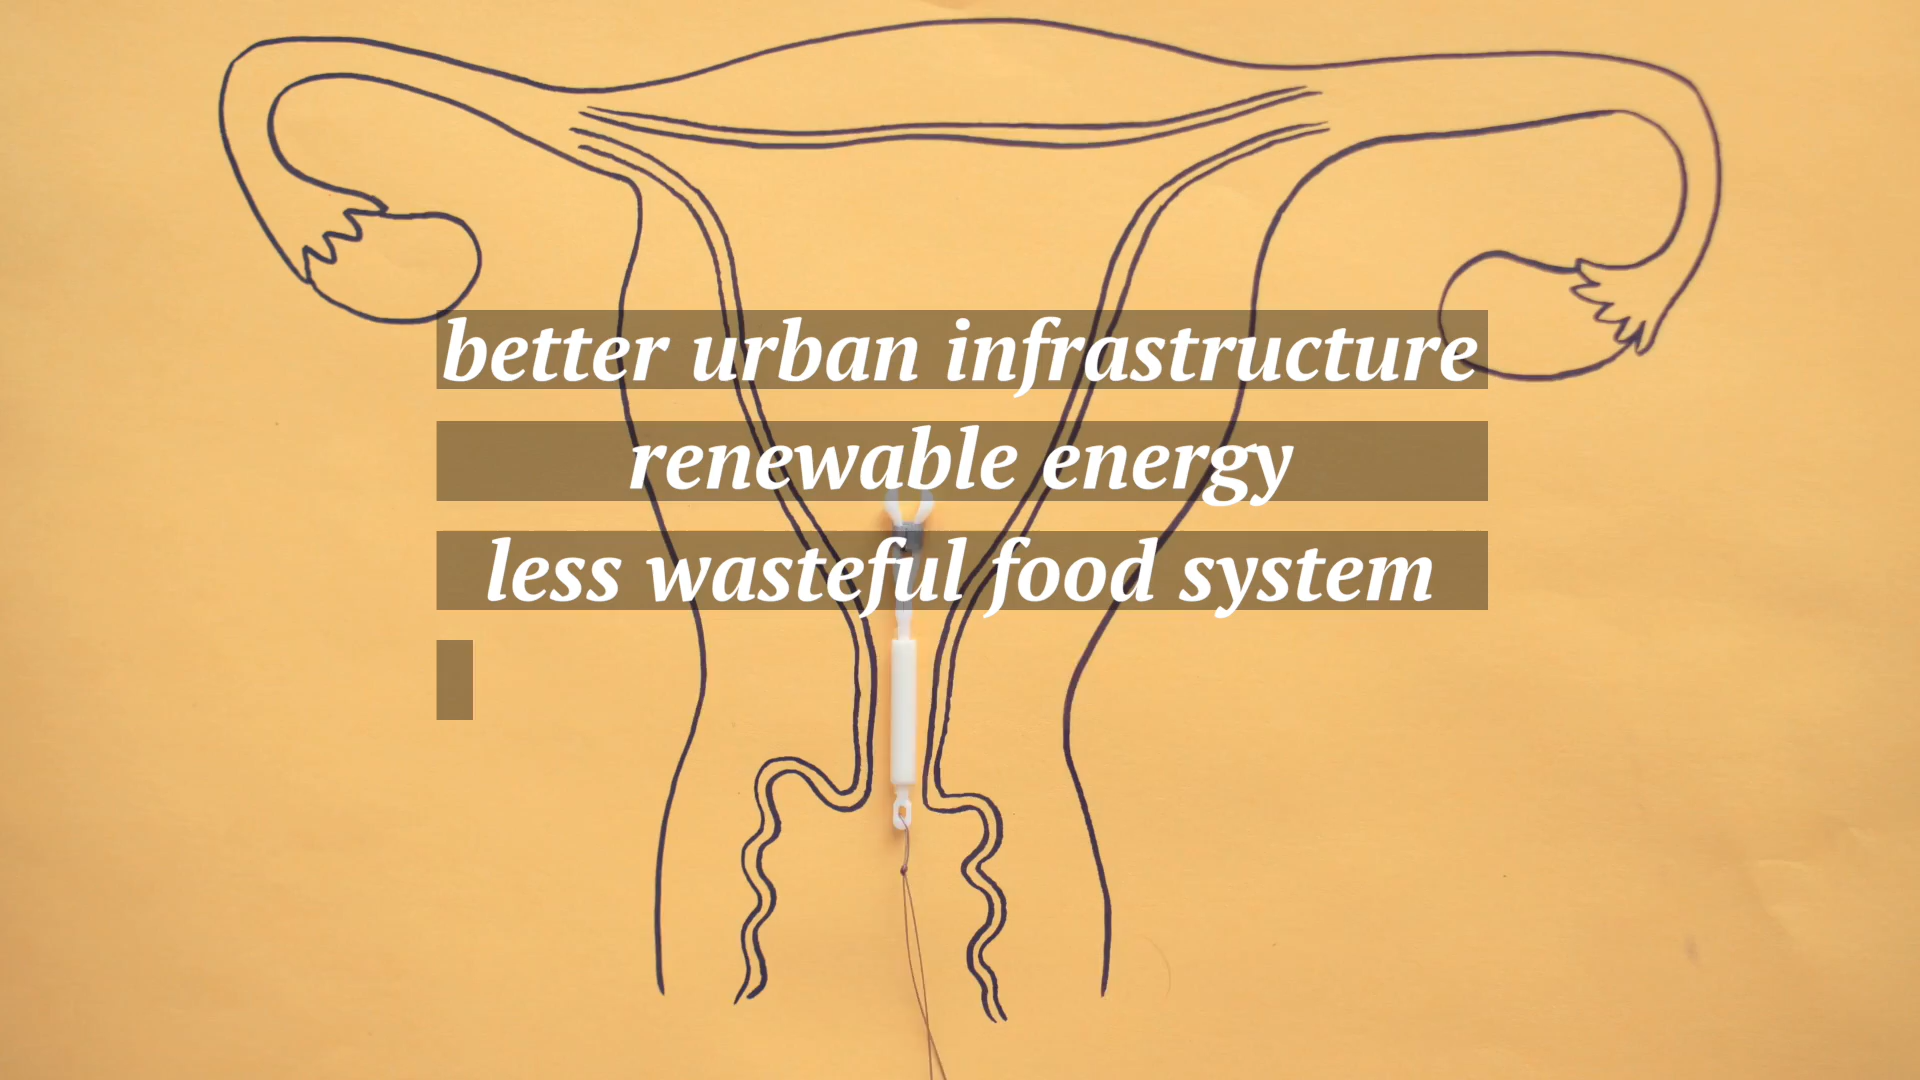 better urban infrastructure
renewable energy
less wasteful food system